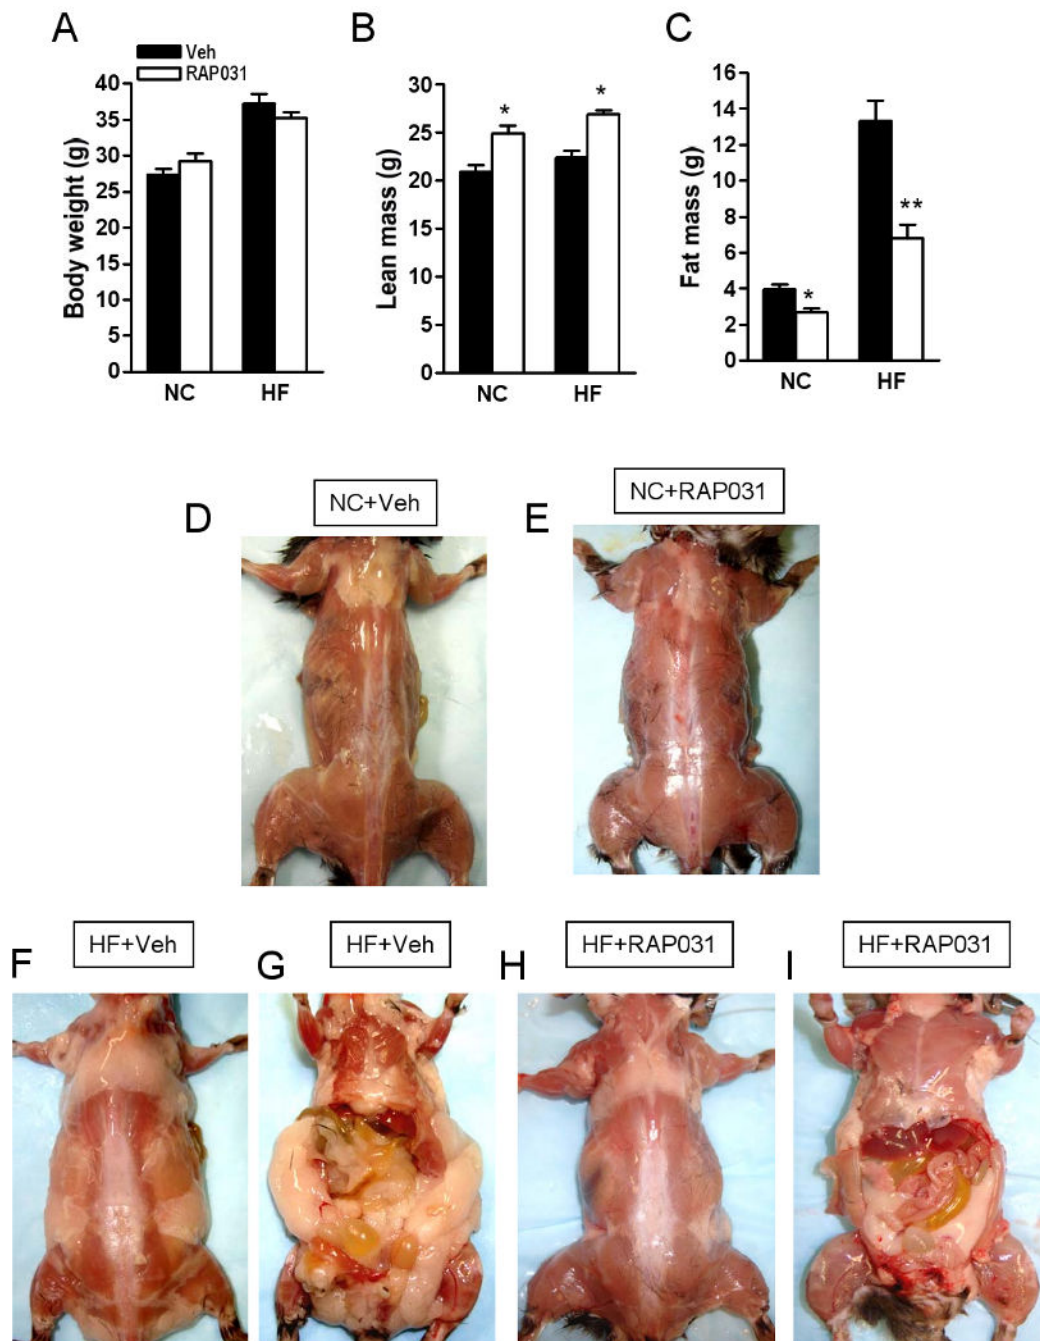 A
B
C
Veh
RAP031
Body weight (g)
40
35
30
25
20
15
10
5
0
NC
HF
Lean mass (g)
30
25
20
15
10
5
0
*
*
NC
HF
Fat mass (g)
16
14
12
10
8
6
4
2
0
*
**
NC
HF
D
NC+Veh
E
NC+RAP031
F
HF+Veh
G
HF+Veh
H
HF+RAP031
I
HF+RAP031